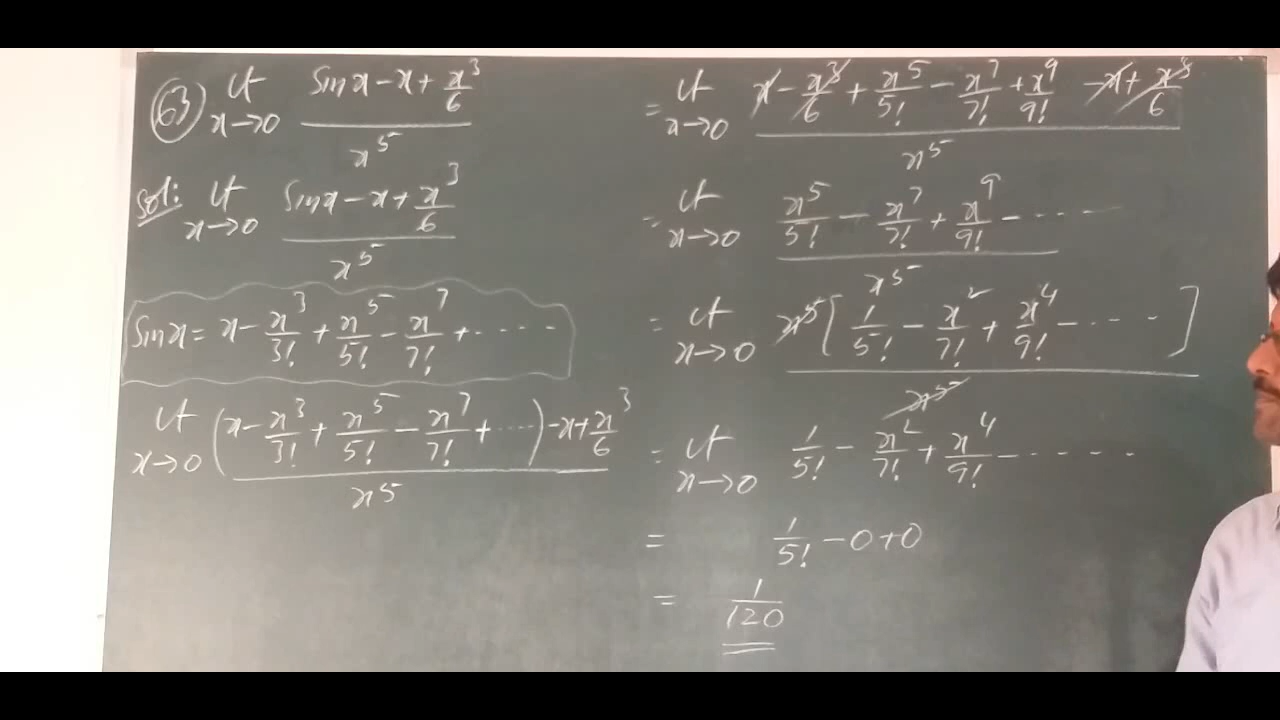 63) Lt x→0 (sinx - x + x³/6) / x⁵
Sol: Lt x→0 (sinx - x + x³/6) / x⁵
sinx = x - x³/3! + x⁵/5! - x⁷/7! + .....
Lt x→0 ((x - x³/3! + x⁵/5! - x⁷/7! + ....) - x + x³/6) / x⁵
= Lt x→0 (x - x³/6 + x⁵/5! - x⁷/7! + x⁹/9! - x + x³/6) / x⁵
= Lt x→0 (x⁵/5! - x⁷/7! + x⁹/9! - ....) / x⁵
= Lt x→0 x⁵[1/5! - x²/7! + x⁴/9! - .... ] / x⁵
= Lt x→0 1/5! - x²/7! + x⁴/9! - ......
= 1/5! - 0 + 0
= 1/120